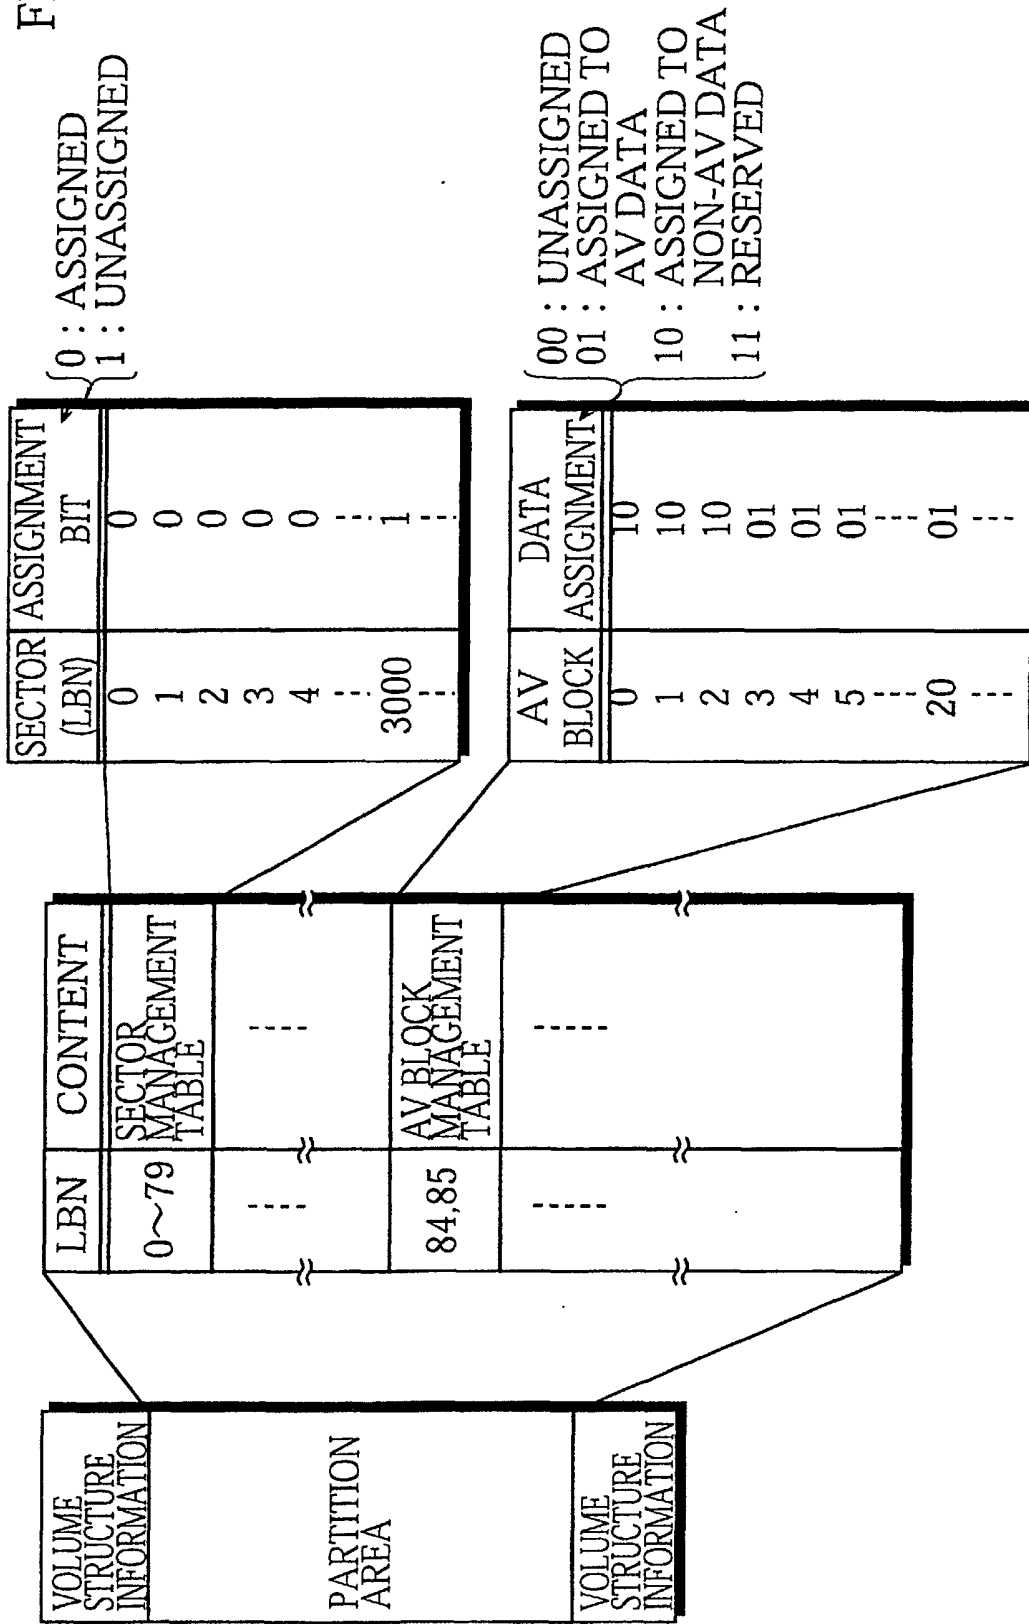 F
VOLUME
STRUCTURE
INFORMATION
PARTITION
AREA
VOLUME
STRUCTURE
INFORMATION
LBN CONTENT
0~79 SECTOR
MANAGEMENT
TABLE
84,85 AV BLOCK
MANAGEMENT
TABLE
SECTOR ASSIGNMENT
(LBN) BIT
0 0
1 0
2 0
3 0
4 0
3000 1
0 : ASSIGNED
1 : UNASSIGNED
AV DATA
BLOCK ASSIGNMENT
0 10
1 10
2 10
3 01
4 01
5 01
20 01
00 : UNASSIGNED
01 : ASSIGNED TO
AV DATA
10 : ASSIGNED TO
NON-AV DATA
11 : RESERVED